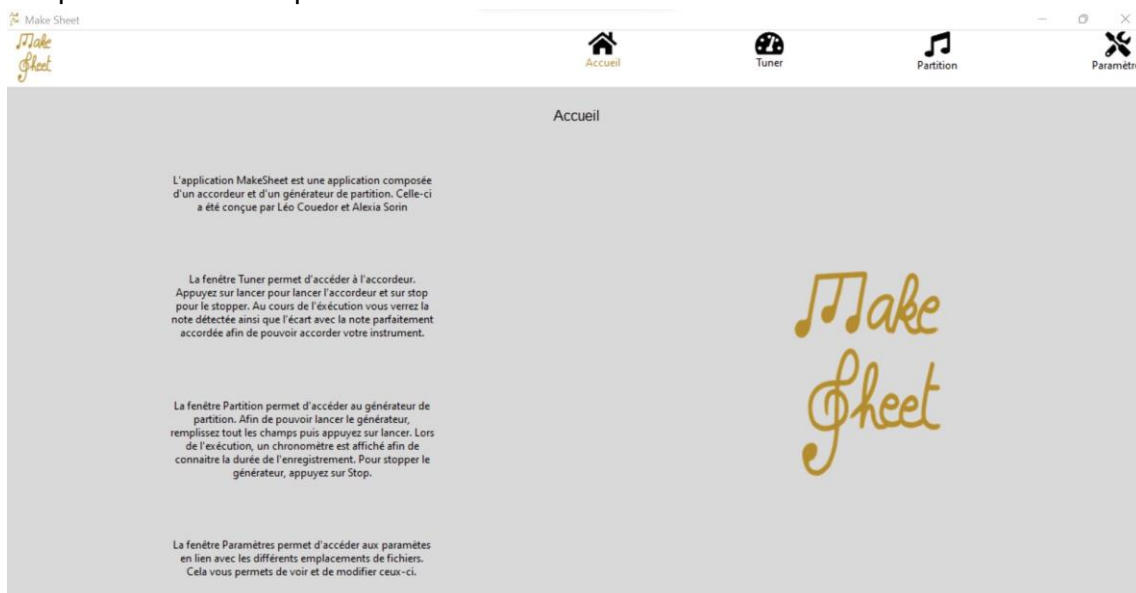 Make Sheet
Make
Sheet
Accueil
Tuner
Partition
Paramètr
Accueil
L'application MakeSheet est une application composée
d'un accordeur et d'un générateur de partition. Celle-ci
a été conçue par Léo Couedor et Alexia Sorin
La fenêtre Tuner permet d'accéder à l'accordeur.
Appuyez sur lancer pour lancer l'accordeur et sur stop
pour le stopper. Au cours de l'éxécution vous verrez la
note détectée ainsi que l'écart avec la note parfaitement
accordée afin de pouvoir accorder votre instrument.
Make
Sheet
La fenêtre Partition permet d'accéder au générateur de
partition. Afin de pouvoir lancer le générateur,
remplissez tout les champs puis appuyez sur lancer. Lors
de l'exécution, un chronomètre est affiché afin de
connaitre la durée de l'enregistrement. Pour stopper le
générateur, appuyez sur Stop.
La fenêtre Paramètres permet d'accéder aux paramètes
en lien avec les différents emplacements de fichiers.
Cela vous permets de voir et de modifier ceux-ci.